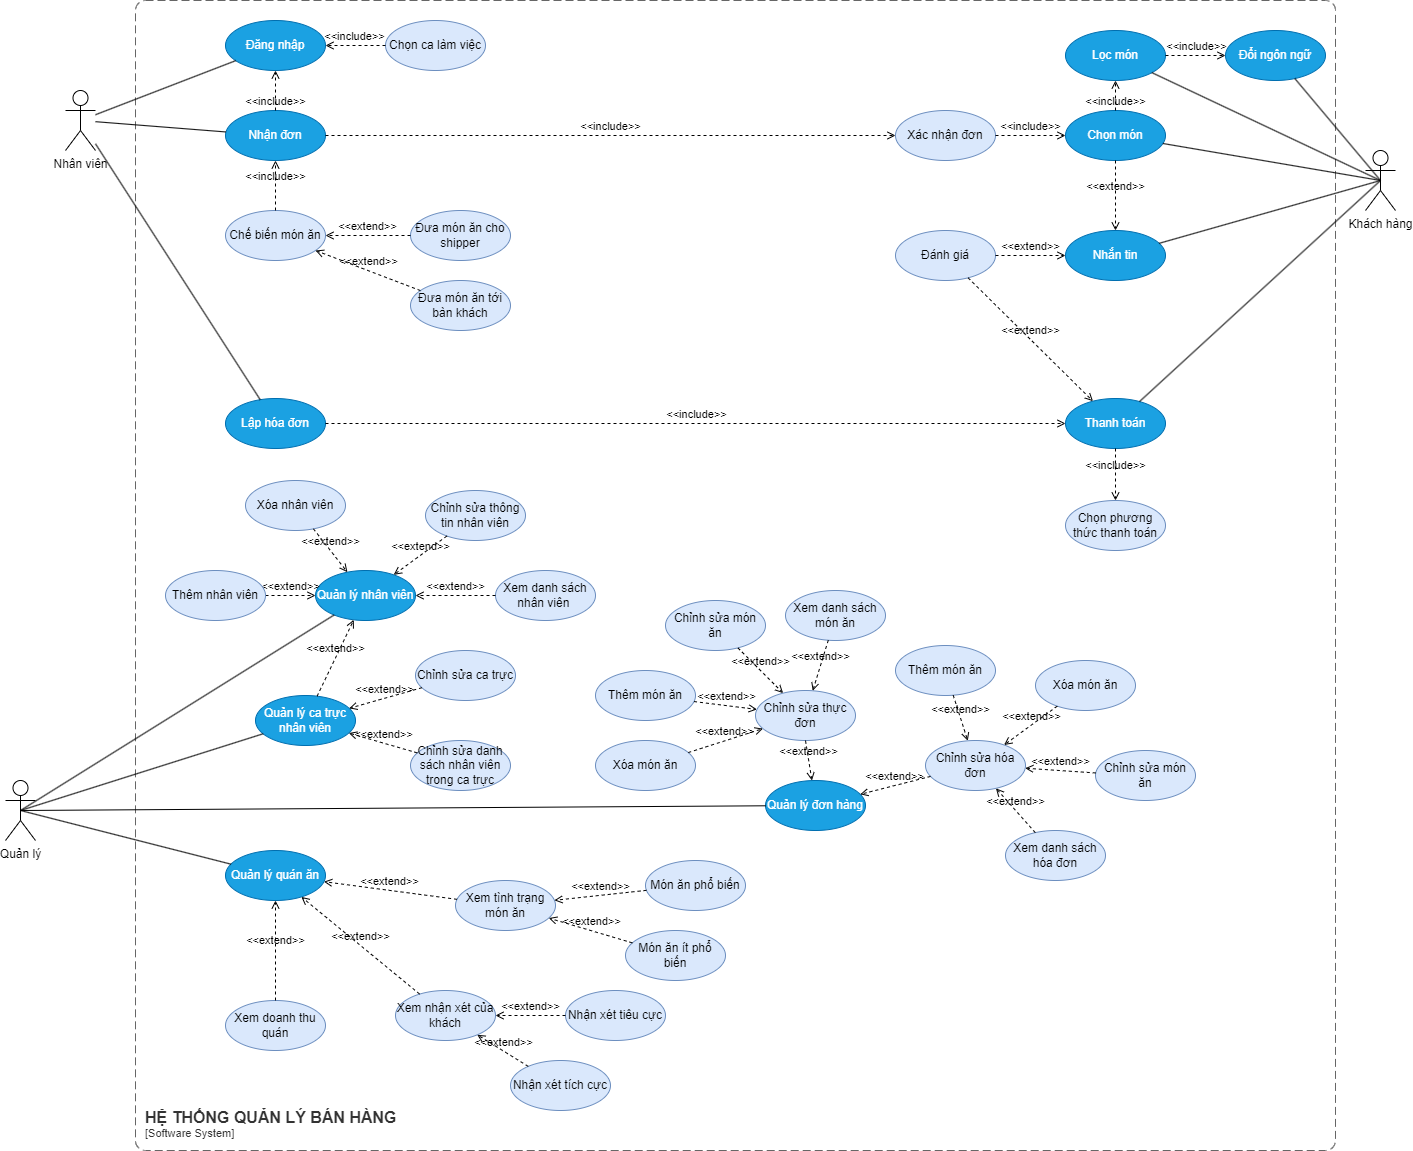 Đăng nhập
<<include>>
Chọn ca làm việc
Lọc món
<<include>>
Đổi ngôn ngữ
<<include>>
<<include>>
Nhân viên
Nhận đơn
<<include>>
Xác nhận đơn
<<include>>
Chọn món
Khách hàng
<<include>>
<<extend>>
Chế biến món ăn
<<extend>>
Đưa món ăn cho
shipper
<<extend>>
Đưa món ăn tới
bàn khách
Đánh giá
<<extend>>
Nhắn tin
<<extend>>
Lập hóa đơn
<<include>>
Thanh toán
<<include>>
Chọn phương
thức thanh toán
Xóa nhân viên
<<extend>>
Chỉnh sửa thông
tin nhân viên
<<extend>>
Thêm nhân viên
<<extend>>
Quản lý nhân viên
<<extend>>
Xem danh sách
nhân viên
<<extend>>
Chỉnh sửa ca trực
<<extend>>
Quản lý ca trực
nhân viên
<<extend>>
Chỉnh sửa danh
sách nhân viên
trong ca trực
Chỉnh sửa món
ăn
<<extend>>
Xem danh sách
món ăn
<<extend>>
Thêm món ăn
<<extend>>
Chỉnh sửa thực
đơn
Xóa món ăn
<<extend>>
<<extend>>
Quản lý đơn hàng
<<extend>>
Thêm món ăn
<<extend>>
Xóa món ăn
<<extend>>
Chỉnh sửa hóa
đơn
<<extend>>
Chỉnh sửa món
ăn
<<extend>>
Xem danh sách
hóa đơn
Quản lý
Quản lý quán ăn
<<extend>>
Xem tình trạng
món ăn
<<extend>>
Món ăn phổ biến
<<extend>>
Món ăn ít phổ
biến
<<extend>>
<<extend>>
Xem doanh thu
quán
Xem nhận xét của
khách
<<extend>>
Nhận xét tiêu cực
<<extend>>
Nhận xét tích cực
HỆ THỐNG QUẢN LÝ BÁN HÀNG
[Software System]